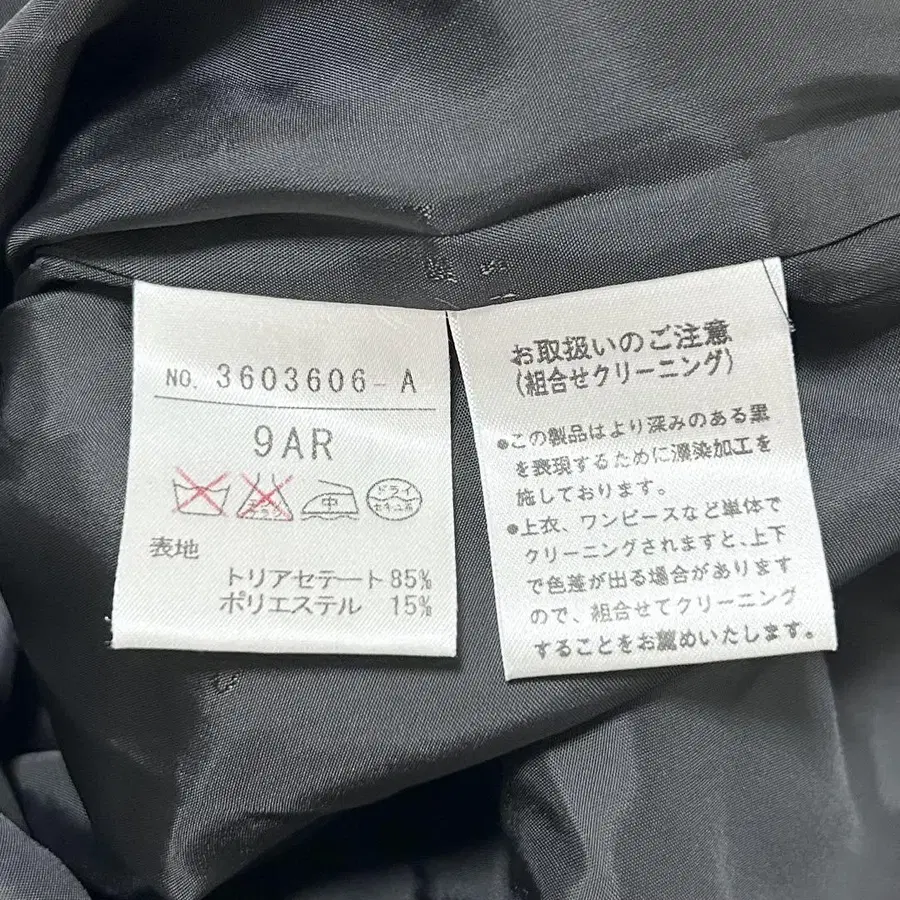 NO. 3603606-A
9AR
エンソ
中
ドライ
セキユ系
表地
トリアセテート 85%
ポリエステル 15%
お取扱いのご注意
(組合せクリーニング)
●この製品はより深みのある黒
を表現するために濃染加工を
施しております。
●上衣、ワンピースなど単体で
クリーニングされますと、上下
で色差が出る場合があります
ので、組合せてクリーニング
することをお薦めいたします。